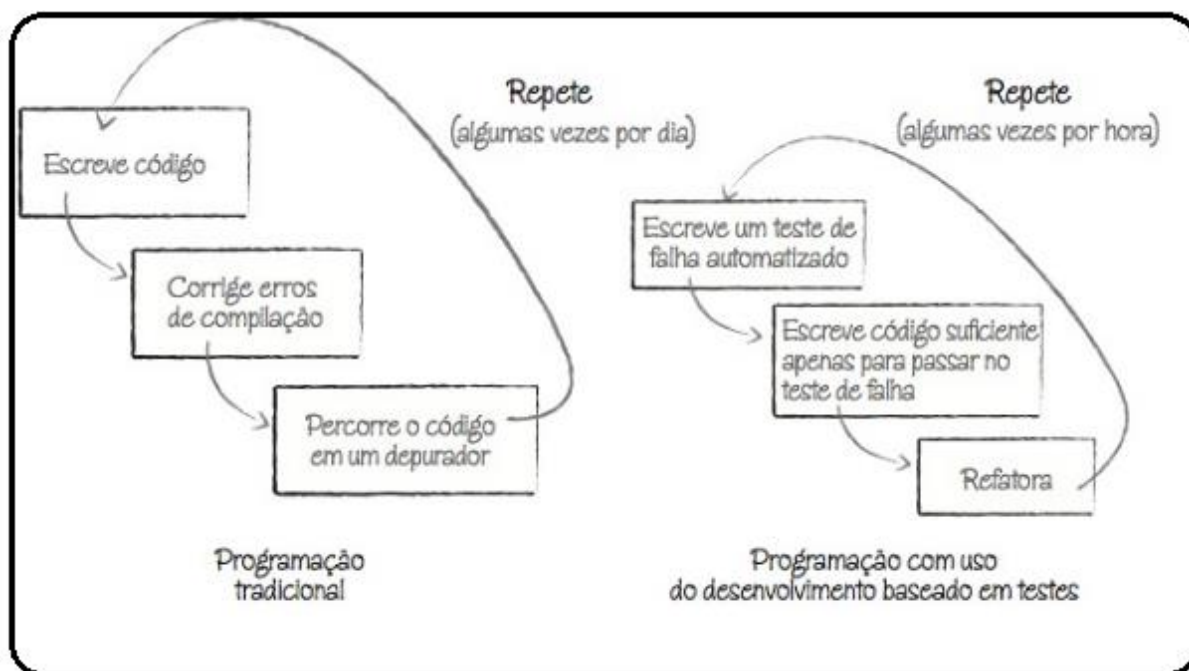 Repete
(algumas vezes por dia)
Escreve código
Corrige erros
de compilação
Percorre o código
em um depurador
Programação
tradicional
Repete
(algumas vezes por hora)
Escreve um teste de
falha automatizado
Escreve código suficiente
apenas para passar no
teste de falha
Refatora
Programação com uso
do desenvolvimento baseado em testes